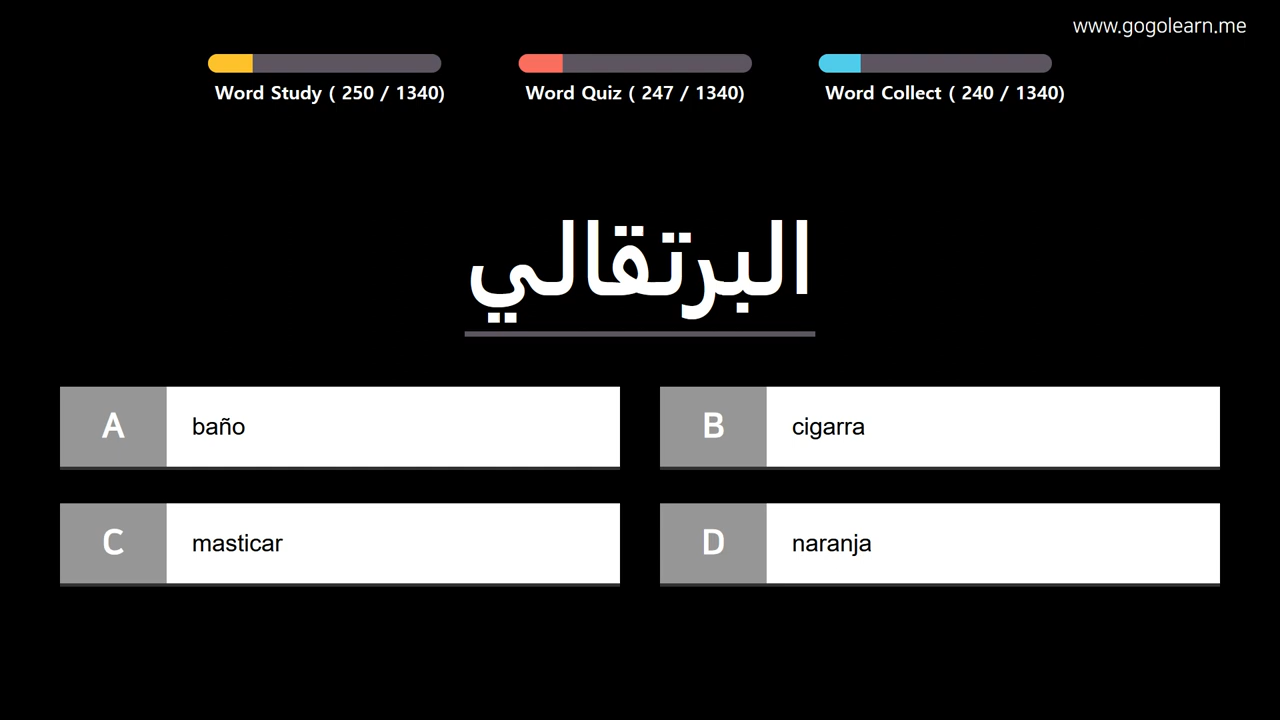 www.gogolearn.me
Word Study ( 250 / 1340)
Word Quiz ( 247 / 1340)
Word Collect ( 240 / 1340)
البرتقالي
A baño
B cigarra
C masticar
D naranja